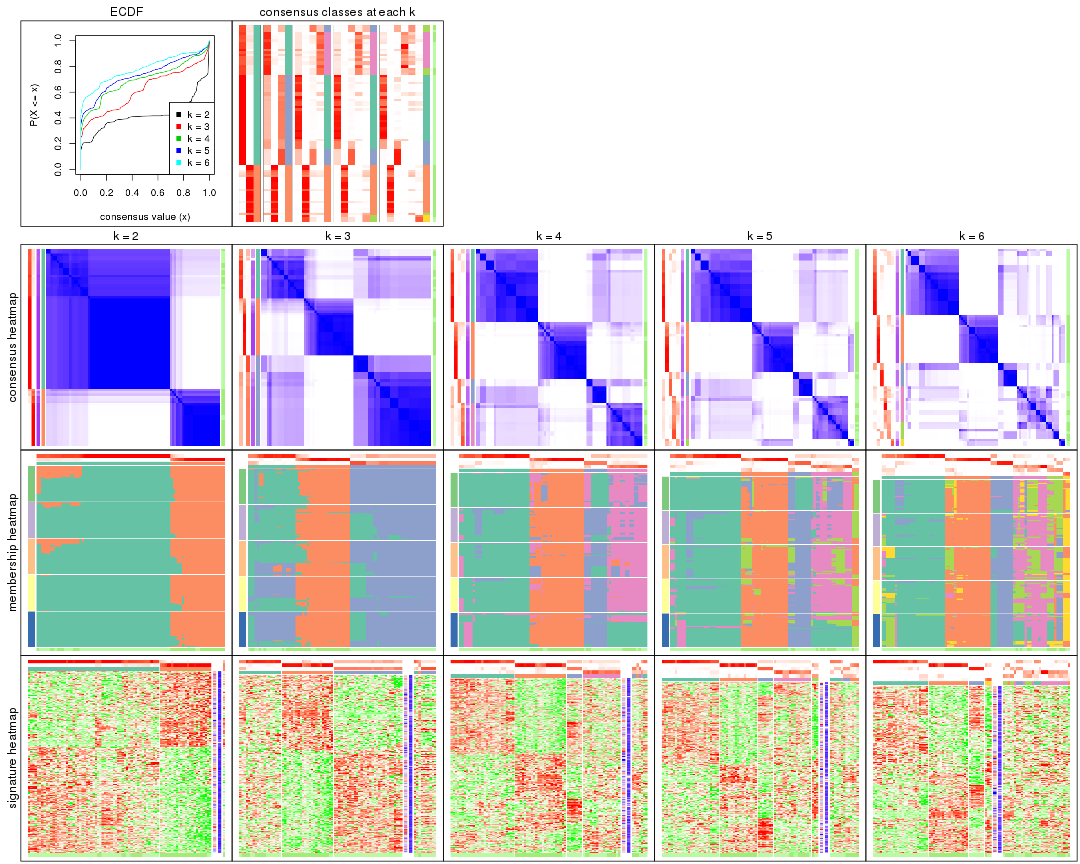 ECDF
consensus classes at each k
P(X <= x)
1.0
0.8
0.6
0.4
0.2
0.0
k = 2
k = 3
k = 4
k = 5
k = 6
0.0 0.2 0.4 0.6 0.8 1.0
consensus value (x)
k = 2 k = 3 k = 4 k = 5 k = 6
consensus heatmap
membership heatmap
signature heatmap